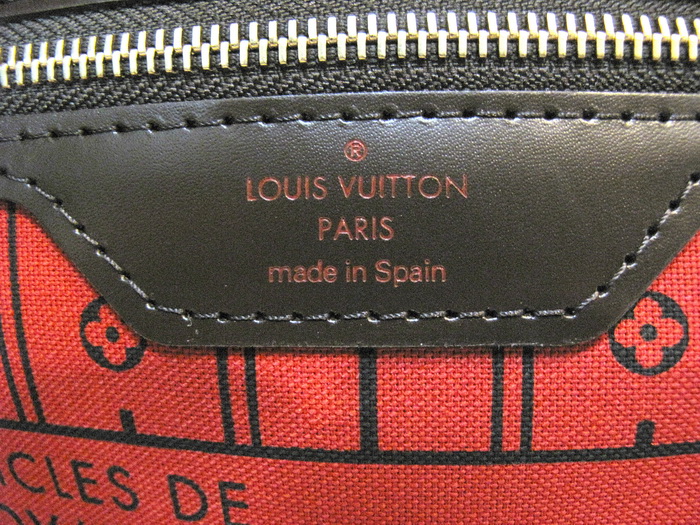 ®
LOUIS VUITTON
PARIS
made in Spain
CLES DE